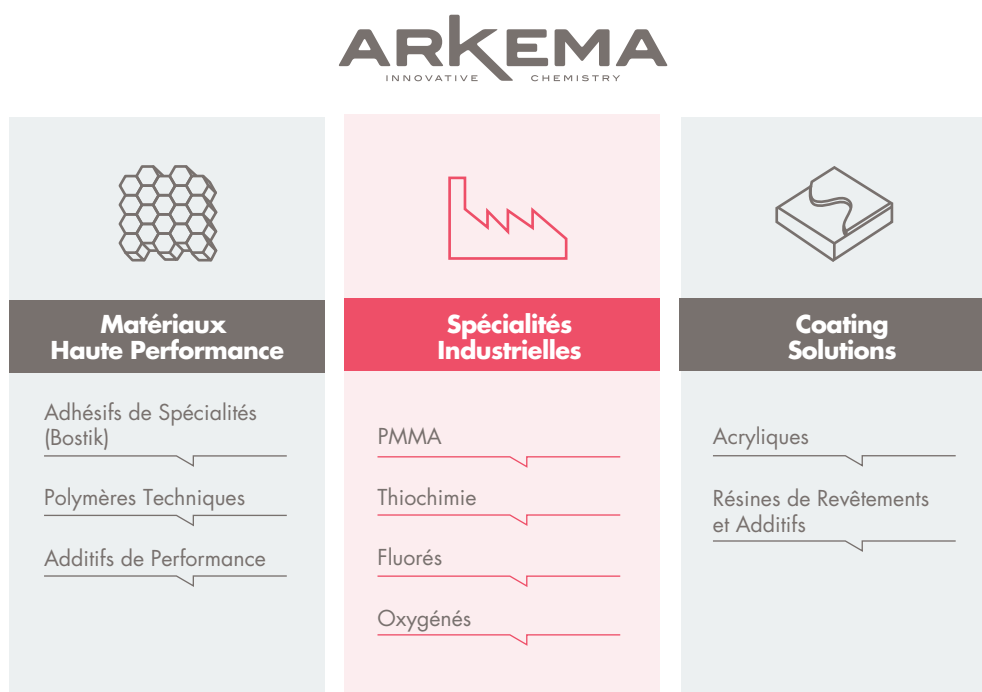 ARKEMA
INNOVATIVE CHEMISTRY
Matériaux
Haute Performance
Adhésifs de Spécialités
(Bostik)
Polymères Techniques
Additifs de Performance
Spécialités
Industrielles
PMMA
Thiochimie
Fluorés
Oxygénés
Coating
Solutions
Acryliques
Résines de Revêtements
et Additifs